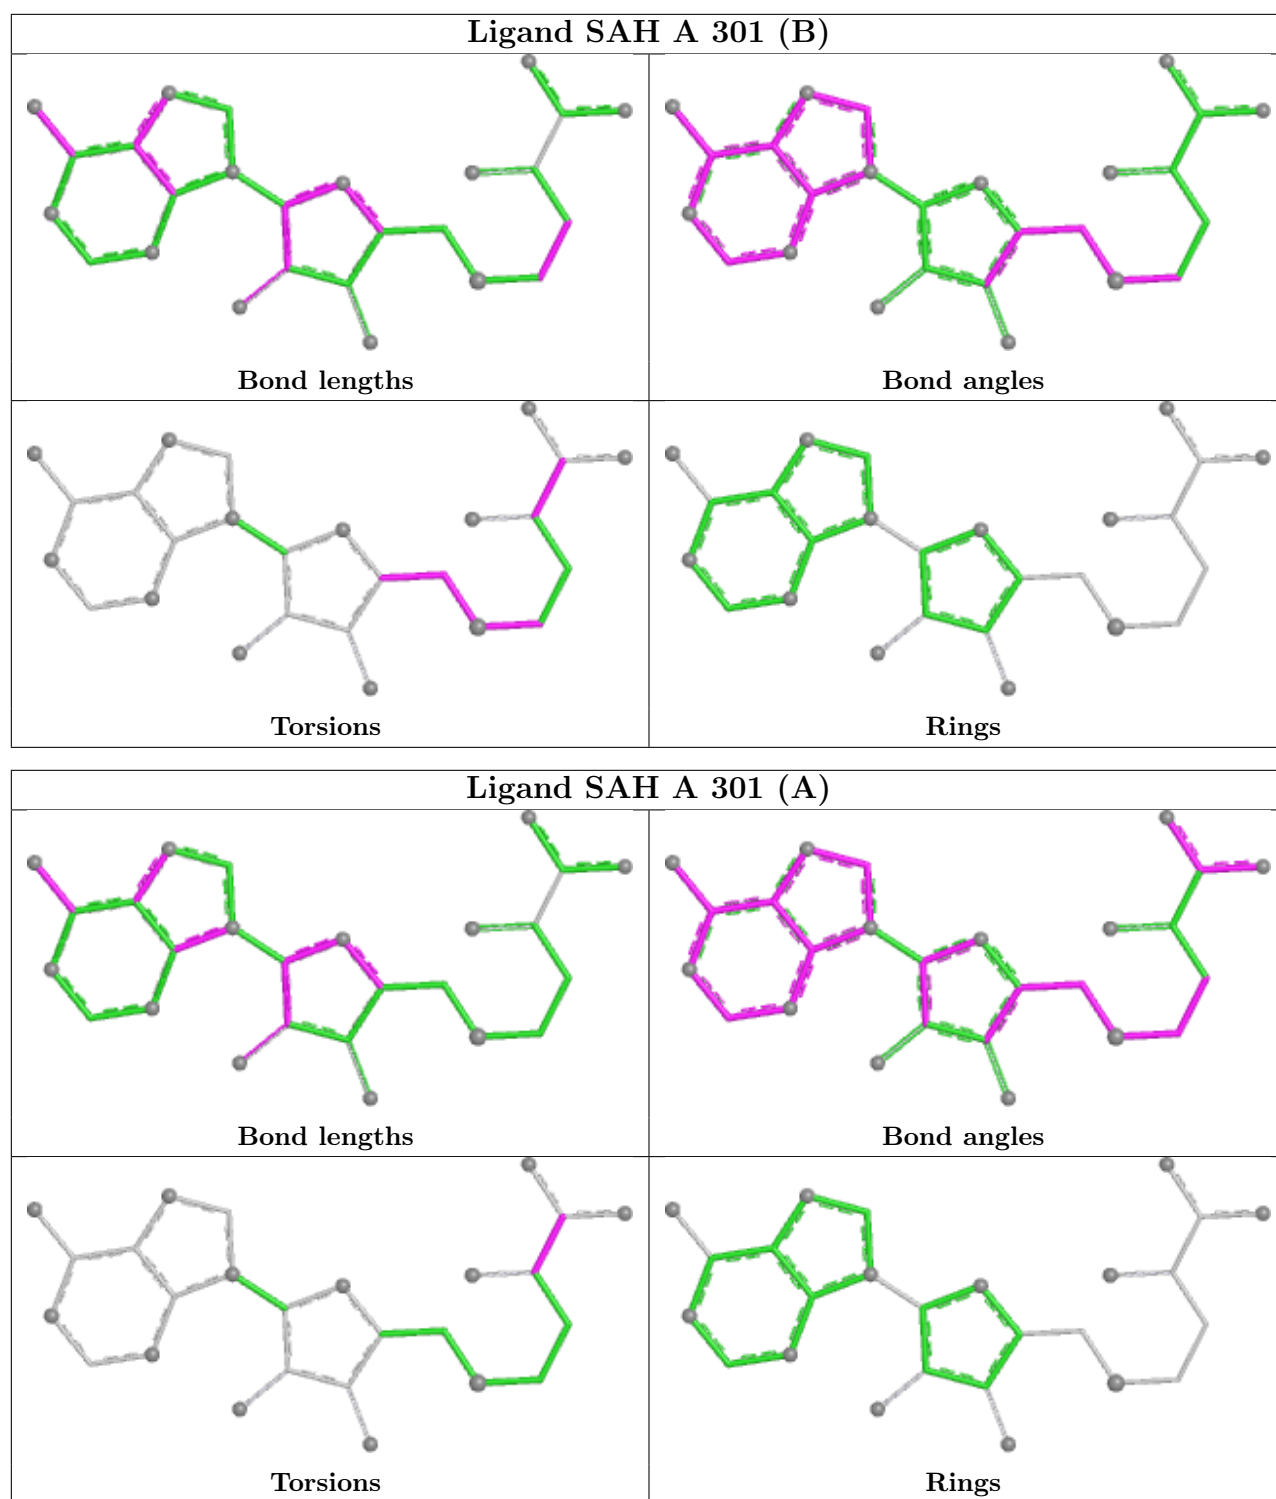 Ligand SAH A 301 (B)
Bond lengths
Bond angles
Torsions
Rings
Ligand SAH A 301 (A)
Bond lengths
Bond angles
Torsions
Rings